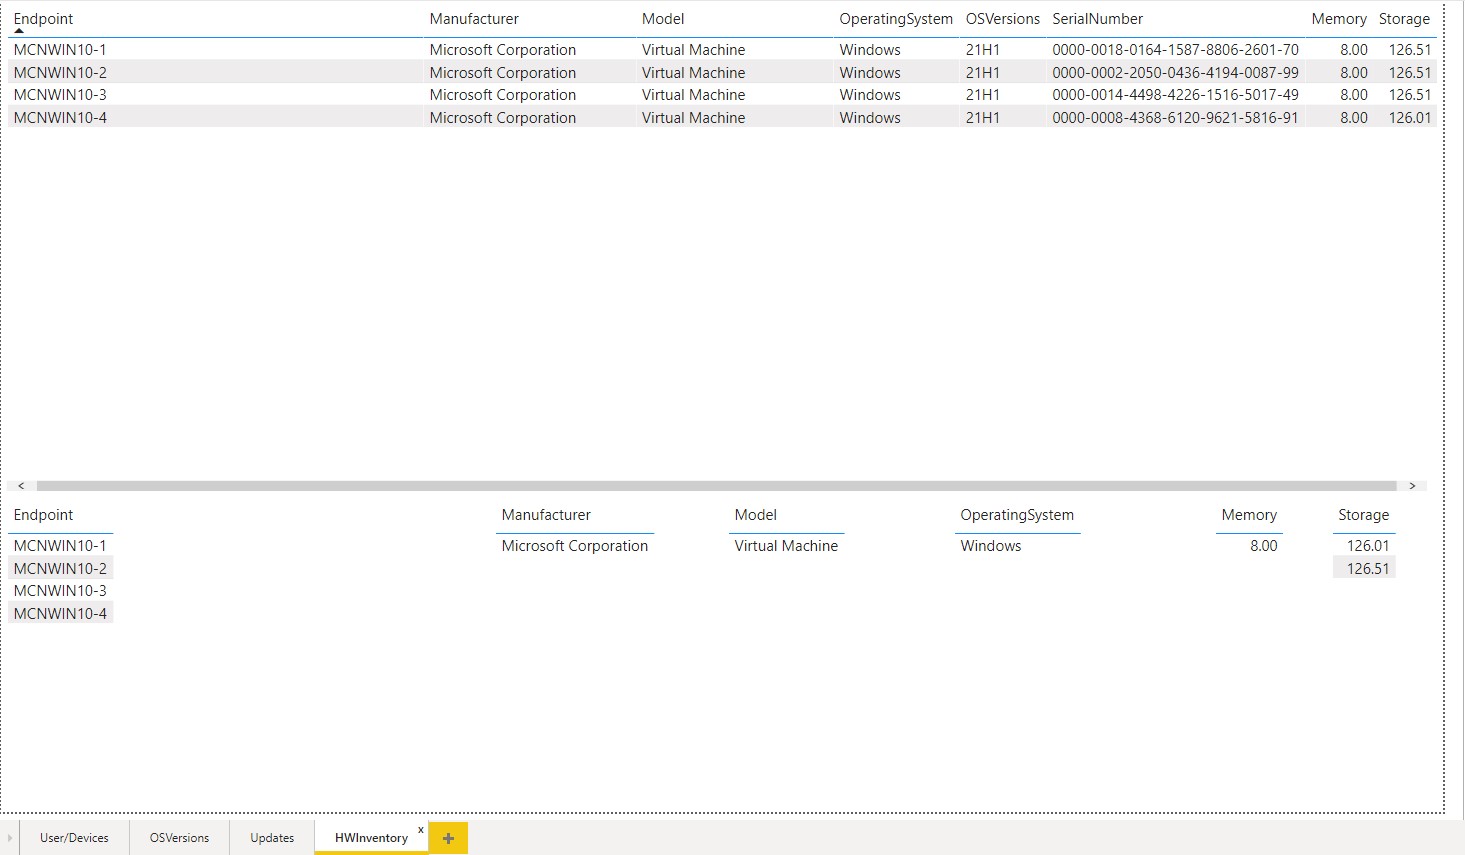 Endpoint Manufacturer Model OperatingSystem OSVersions SerialNumber Memory Storage
MCNWIN10-1 Microsoft Corporation Virtual Machine Windows 21H1 0000-0018-0164-1587-8806-2601-70 8.00 126.51
MCNWIN10-2 Microsoft Corporation Virtual Machine Windows 21H1 0000-0002-2050-0436-4194-0087-99 8.00 126.51
MCNWIN10-3 Microsoft Corporation Virtual Machine Windows 21H1 0000-0014-4498-4226-1516-5017-49 8.00 126.51
MCNWIN10-4 Microsoft Corporation Virtual Machine Windows 21H1 0000-0008-4368-6120-9621-5816-91 8.00 126.01
Endpoint Manufacturer Model OperatingSystem Memory Storage
MCNWIN10-1 Microsoft Corporation Virtual Machine Windows 8.00 126.01
MCNWIN10-2 126.51
MCNWIN10-3
MCNWIN10-4
User/Devices OSVersions Updates HWInventory x +